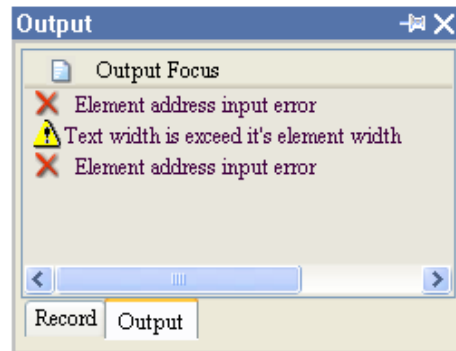 Output
Output Focus
Element address input error
Text width is exceed it's element width
Element address input error
Record Output